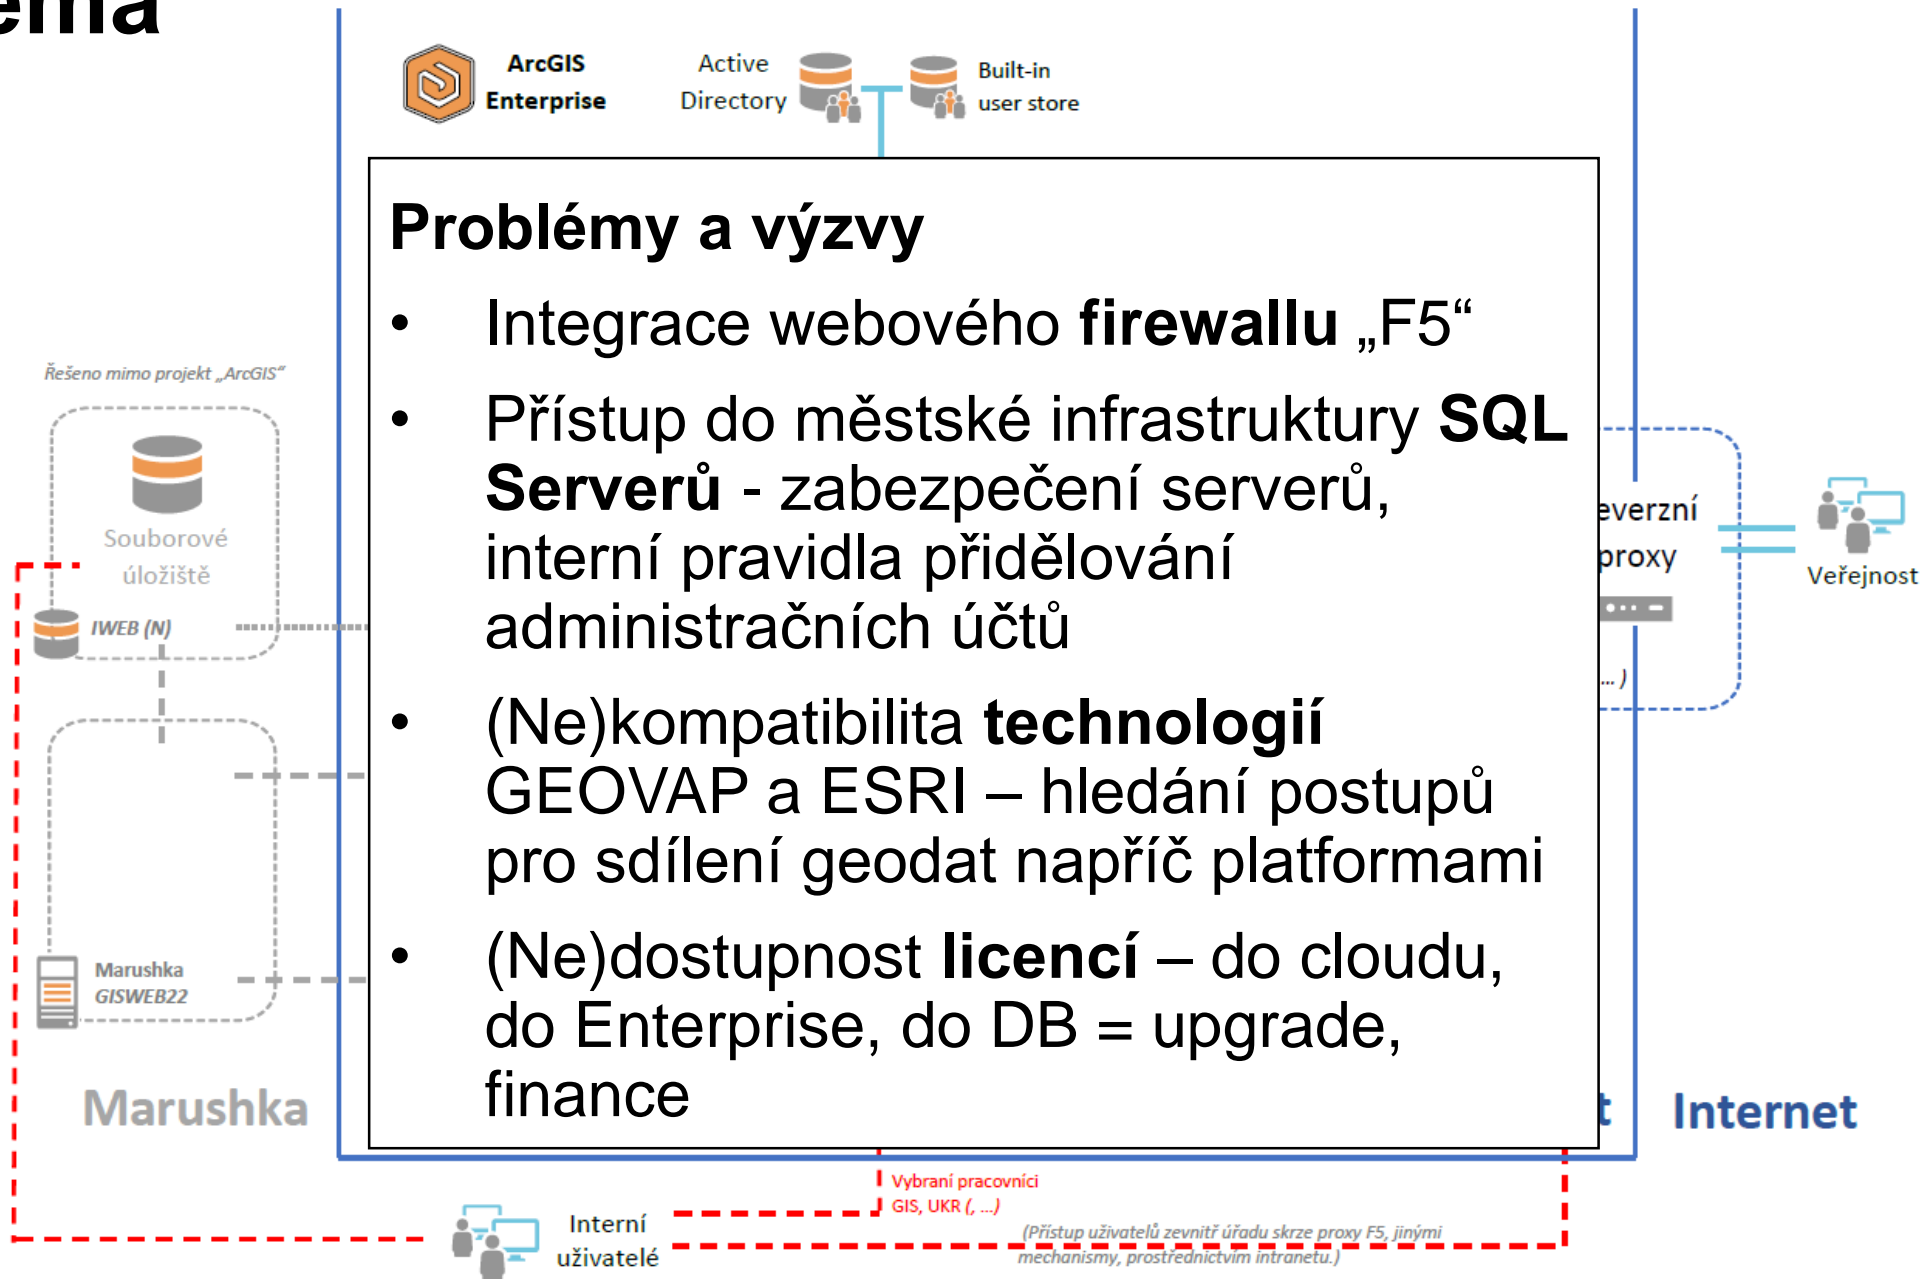 ArcGIS
Enterprise
Active
Directory
Built-in
user store
Problémy a výzvy
• Integrace webového firewallu „F5“
• Přístup do městské infrastruktury SQL
Serverů - zabezpečení serverů,
interní pravidla přidělování
administračních účtů
• (Ne)kompatibilita technologií
GEOVAP a ESRI – hledání postupů
pro sdílení geodat napříč platformami
• (Ne)dostupnost licencí – do cloudu,
do Enterprise, do DB = upgrade,
finance
Řešeno mimo projekt „ArcGIS“
Souborové
úložiště
IWEB (N)
Marushka
GISWEB22
Marushka
everzní
proxy
... )
Veřejnost
t
Internet
Vybraní pracovníci
GIS, UKR (, ...)
Interní
uživatelé
(Přístup uživatelů zevnitř úřadu skrze proxy F5, jinými
mechanismy, prostřednictvím intranetu.)